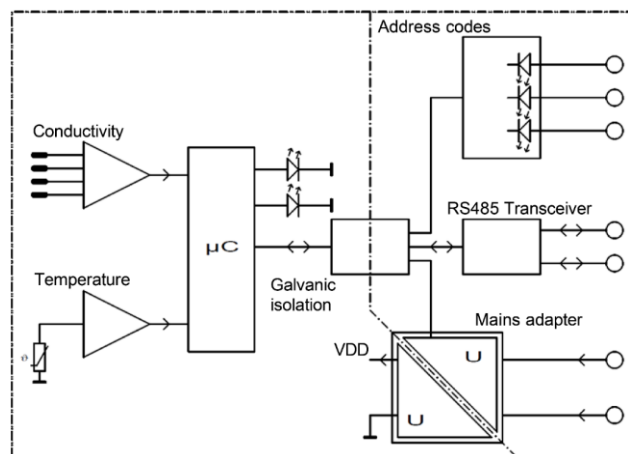 Address codes
Conductivity
µC
RS485 Transceiver
Galvanic
isolation
Temperature
Mains adapter
VDD
U
U
ϑ